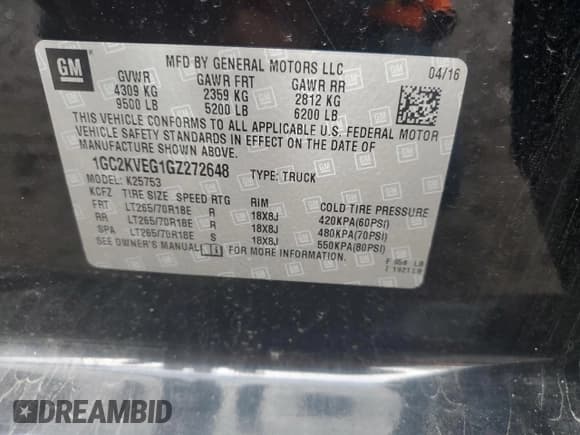 GM
MFD BY GENERAL MOTORS LLC
04/16
GVWR GAWR FRT GAWR RR
4309 KG 2359 KG 2812 KG
9500 LB 5200 LB 6200 LB
THIS VEHICLE CONFORMS TO ALL APPLICABLE U.S. FEDERAL MOTOR
VEHICLE SAFETY STANDARDS IN EFFECT ON THE DATE OF
MANUFACTURE SHOWN ABOVE.
1GC2KVEG1GZ272648 TYPE: TRUCK
MODEL: K25753
KCFZ TIRE SIZE SPEED RTG RIM COLD TIRE PRESSURE
FRT LT265/70R18E R 18X8J 420KPA(60PSI)
RR LT265/70R18E R 18X8J 480KPA(70PSI)
SPA LT265/70R18E S 18X8J 550KPA(80PSI)
SEE OWNER'S MANUAL FOR MORE INFORMATION.
DREAMBID